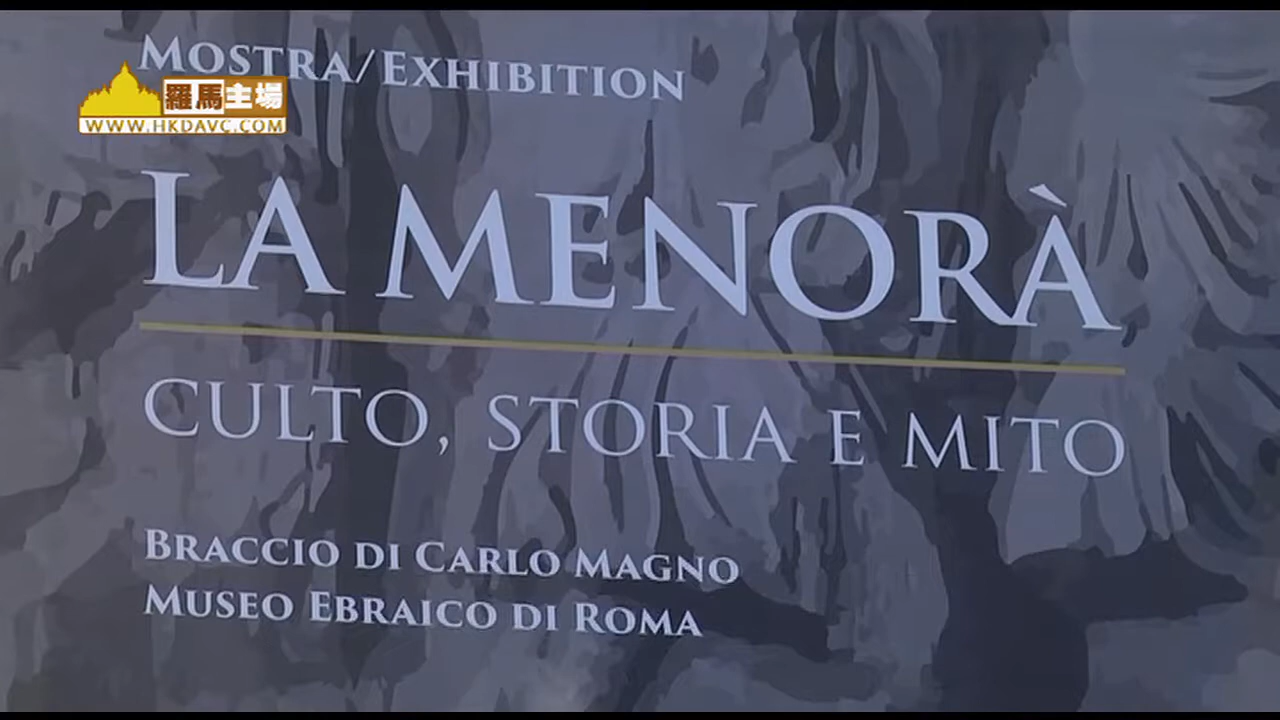 MOSTRA/EXHIBITION
羅馬主場
WWW.HKDAVC.COM
LA MENORÀ
CULTO, STORIA E MITO
BRACCIO DI CARLO MAGNO
MUSEO EBRAICO DI ROMA